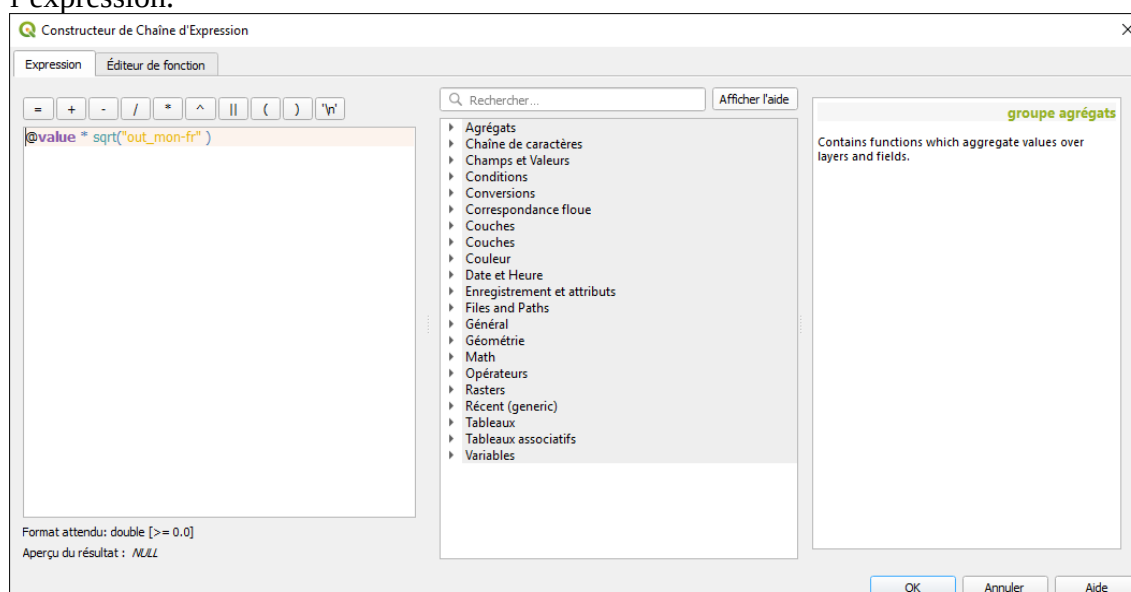 l'expression.
Constructeur de Chaîne d'Expression
Expression
Éditeur de fonction
= + - / * ^ || ( ) '\n'
@value * sqrt("out_mon-fr" )
Format attendu: double [>= 0.0]
Aperçu du résultat : NULL
Rechercher...
Afficher l'aide
Agrégats
Chaîne de caractères
Champs et Valeurs
Conditions
Conversions
Correspondance floue
Couches
Couches
Couleur
Date et Heure
Enregistrement et attributs
Files and Paths
Général
Géométrie
Math
Opérateurs
Rasters
Récent (generic)
Tableaux
Tableaux associatifs
Variables
groupe agrégats
Contains functions which aggregate values over
layers and fields.
OK
Annuler
Aide